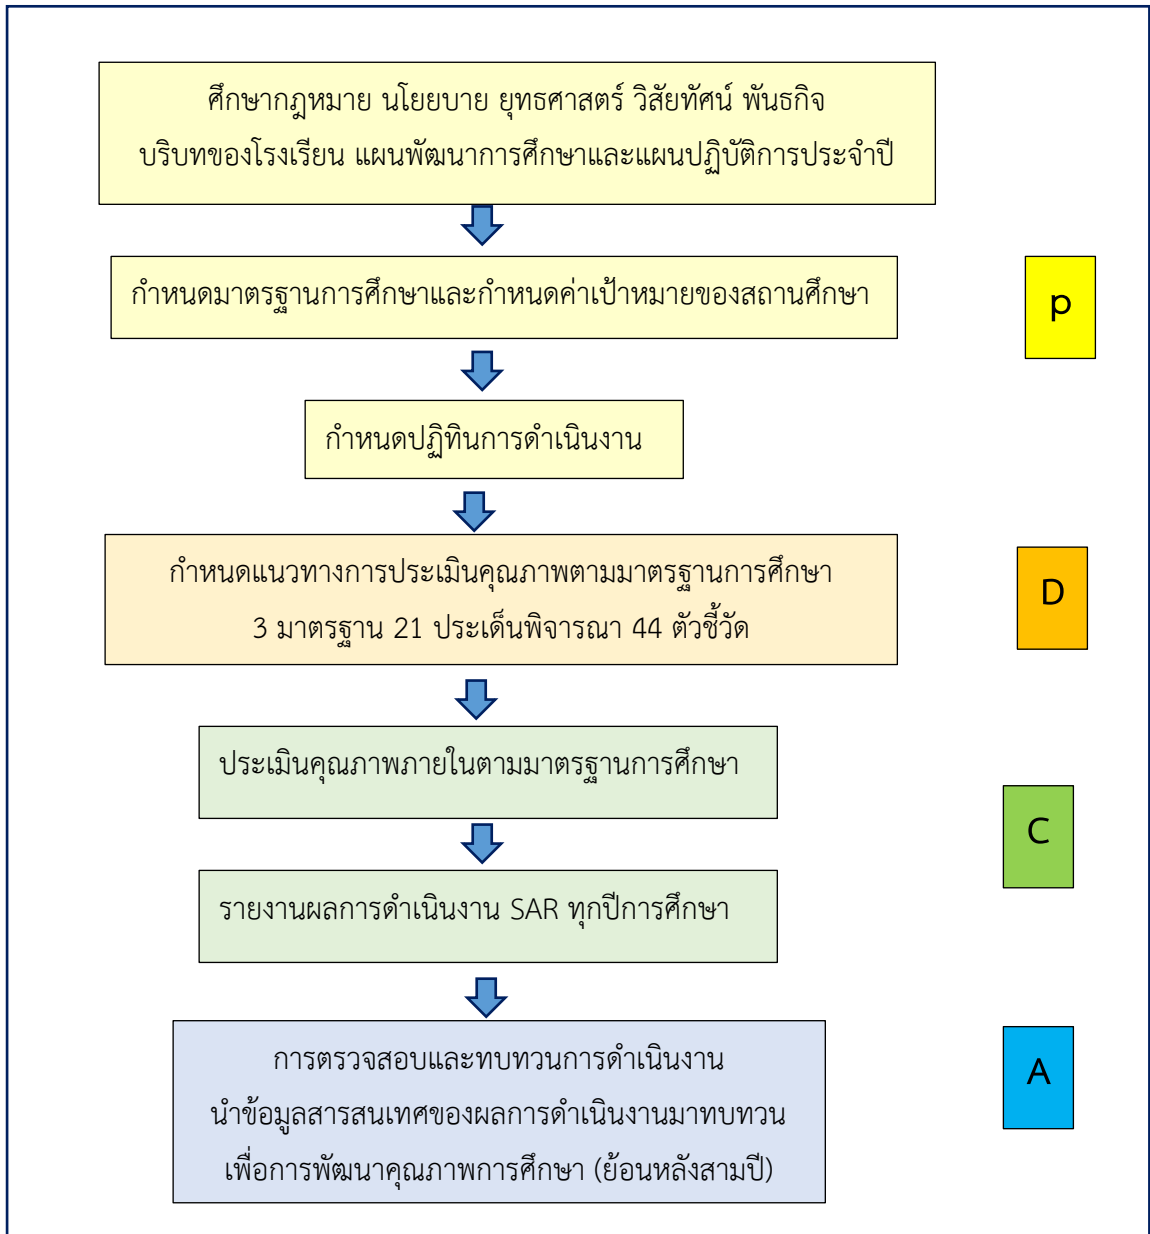 ศึกษากฎหมาย นโยยบาย ยุทธศาสตร์ วิสัยทัศน์ พันธกิจ
บริบทของโรงเรียน แผนพัฒนาการศึกษาและแผนปฏิบัติการประจำปี
กำหนดมาตรฐานการศึกษาและกำหนดค่าเป้าหมายของสถานศึกษา
p
กำหนดปฏิทินการดำเนินงาน
กำหนดแนวทางการประเมินคุณภาพตามมาตรฐานการศึกษา
3 มาตรฐาน 21 ประเด็นพิจารณา 44 ตัวชี้วัด
D
ประเมินคุณภาพภายในตามมาตรฐานการศึกษา
C
รายงานผลการดำเนินงาน SAR ทุกปีการศึกษา
การตรวจสอบและทบทวนการดำเนินงาน
นำข้อมูลสารสนเทศของผลการดำเนินงานมาทบทวน
เพื่อการพัฒนาคุณภาพการศึกษา (ย้อนหลังสามปี)
A